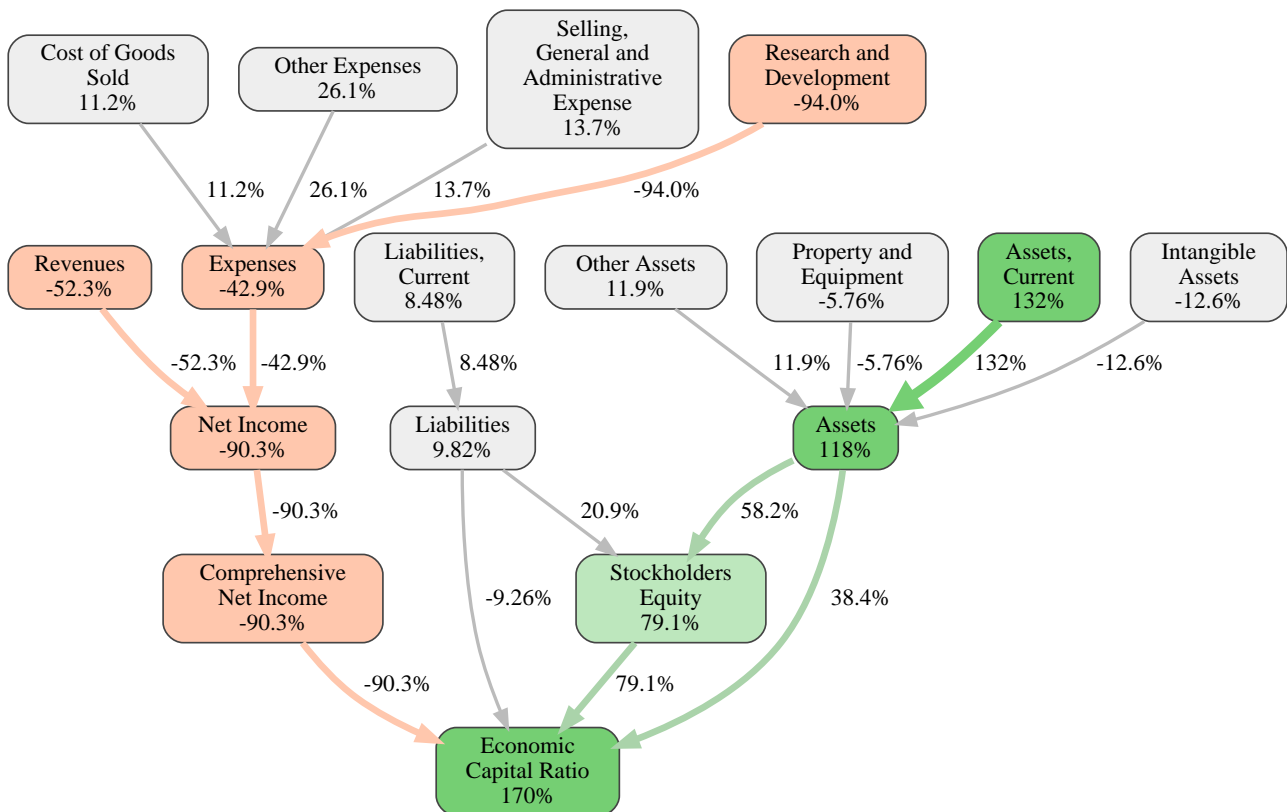 Cost of Goods
Sold
11.2%
Other Expenses
26.1%
Selling,
General and
Administrative
Expense
13.7%
Research and
Development
-94.0%
11.2%
26.1%
13.7%
-94.0%
Revenues
-52.3%
Expenses
-42.9%
Liabilities,
Current
8.48%
Other Assets
11.9%
Property and
Equipment
-5.76%
Assets,
Current
132%
Intangible
Assets
-12.6%
-52.3%
-42.9%
8.48%
11.9%
-5.76%
132%
-12.6%
Net Income
-90.3%
Liabilities
9.82%
Assets
118%
-90.3%
20.9%
58.2%
Comprehensive
Net Income
-90.3%
-9.26%
Stockholders
Equity
79.1%
38.4%
-90.3%
79.1%
Economic
Capital Ratio
170%